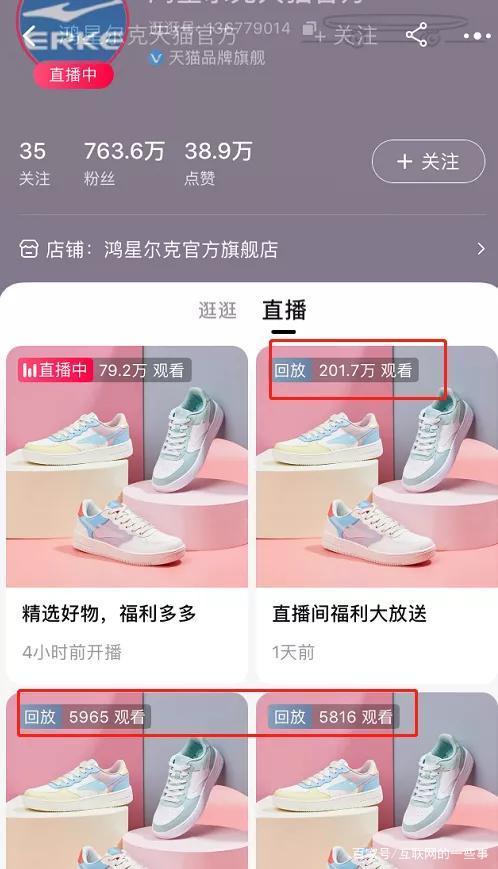 ERKE
鸿星尔克天猫官方
逛逛号: 136779014
+ 关注
天猫品牌旗舰
直播中
35
763.6万
38.9万
关注
粉丝
点赞
+ 关注
店铺：鸿星尔克官方旗舰店
逛逛
直播
直播中 79.2万 观看
回放 201.7万 观看
精选好物，福利多多
直播间福利大放送
4小时前开播
1天前
回放 5965 观看
回放 5816 观看
百家号/互联网的一些事